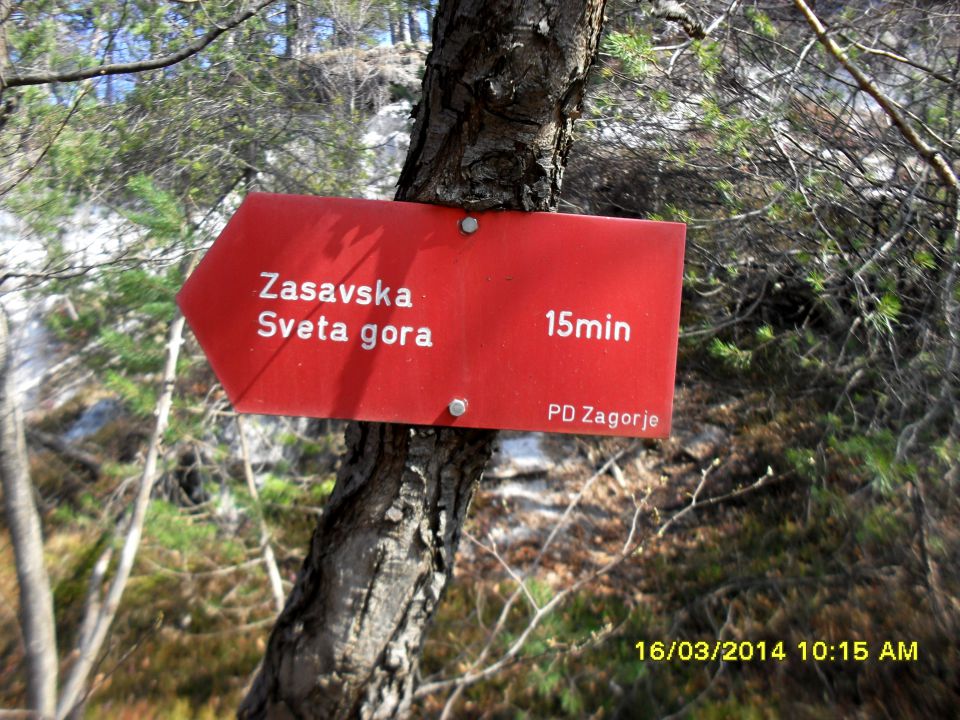 Zasavska
Sveta gora
15min
PD Zagorje
16/03/2014 10:15 AM